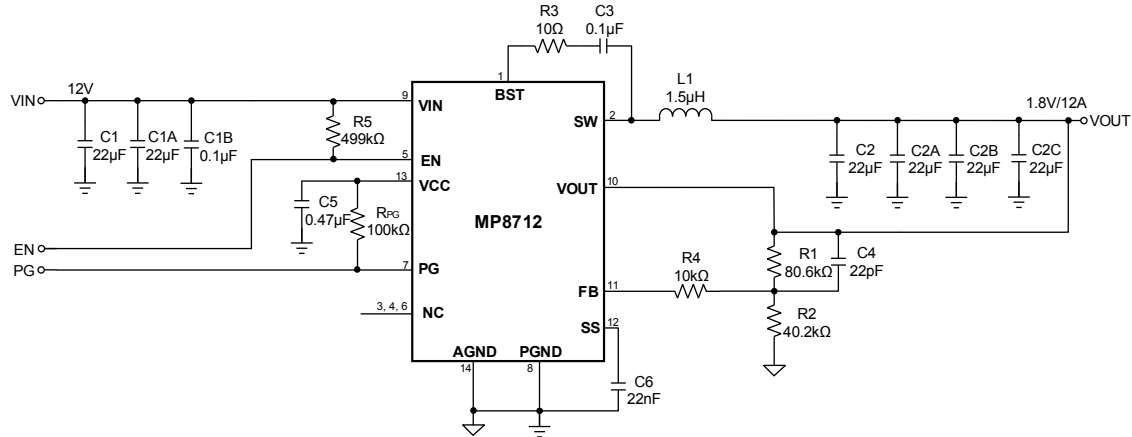 R3
10Ω
C3
0.1µF
1
BST
VIN
12V
9
VIN
C1
22µF
C1A
22µF
C1B
0.1µF
R5
499kΩ
5
EN
13
VCC
C5
0.47µF
RPG
100kΩ
EN
PG
7
PG
3, 4, 6
NC
MP8712
SW
2
L1
1.5µH
1.8V/12A
VOUT
C2
22µF
C2A
22µF
C2B
22µF
C2C
22µF
VOUT
10
R1
80.6kΩ
C4
22pF
R4
10kΩ
FB
11
R2
40.2kΩ
SS
12
AGND
14
PGND
8
C6
22nF